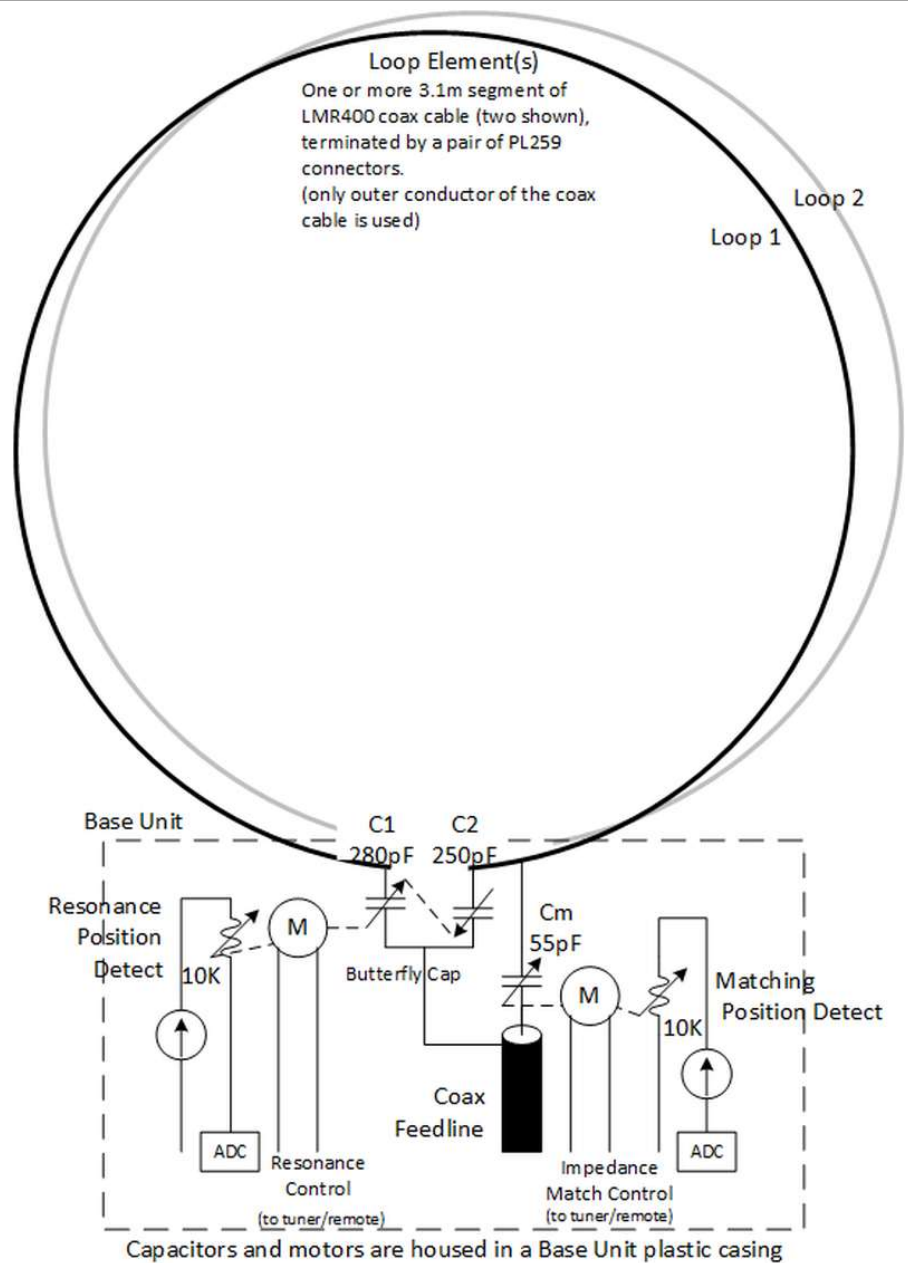 Loop Element(s)
One or more 3.1m segment of
LMR400 coax cable (two shown),
terminated by a pair of PL259
connectors.
(only outer conductor of the coax
cable is used)
Loop 2
Loop 1
Base Unit
C1
280pF
C2
250pF
Resonance
Position
Detect
10K
M
Butterfly Cap
Cm
55pF
M
10K
Matching
Position Detect
Coax
Feedline
ADC
Resonance
Control
(to tuner/remote)
Impedance
Match Control
(to tuner/remote)
ADC
Capacitors and motors are housed in a Base Unit plastic casing